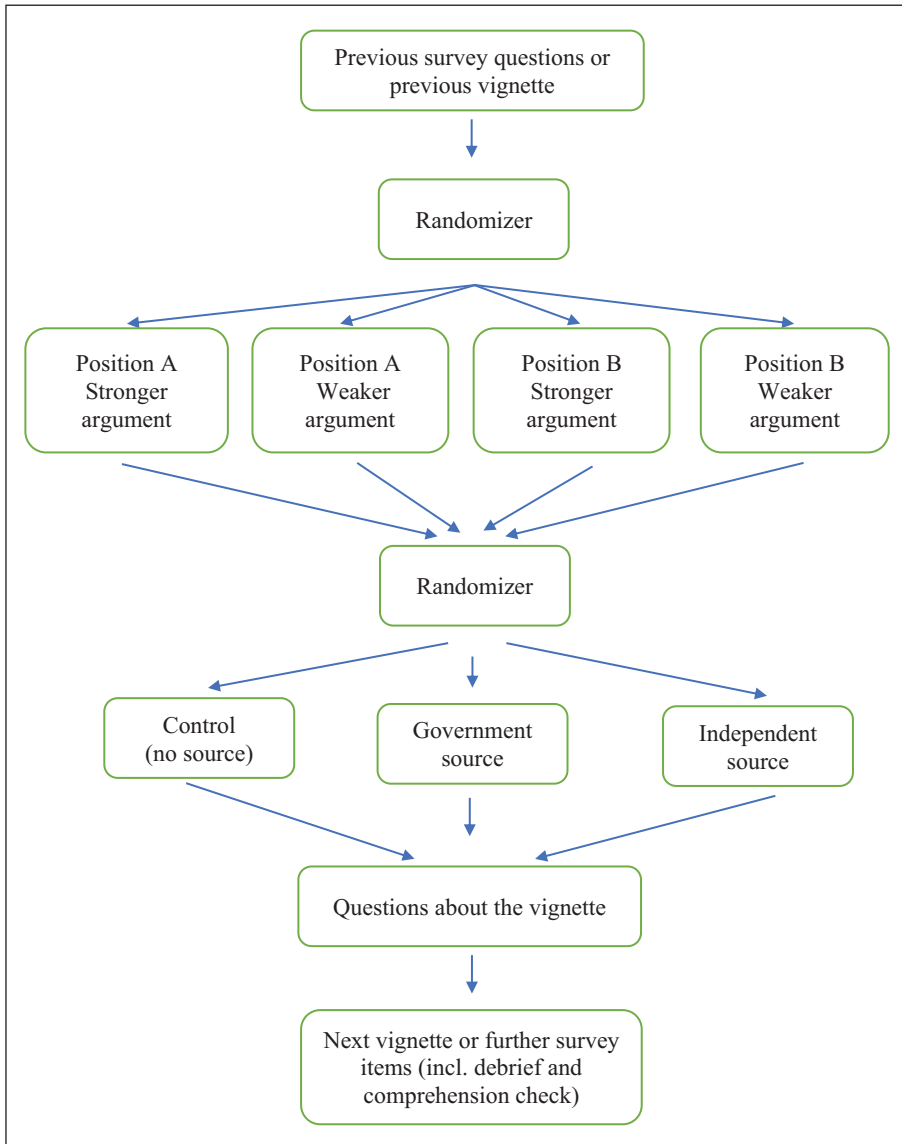 Previous survey questions or
previous vignette
Randomizer
Position A
Stronger
argument
Position A
Weaker
argument
Position B
Stronger
argument
Position B
Weaker
argument
Randomizer
Control
(no source)
Government
source
Independent
source
Questions about the vignette
Next vignette or further survey
items (incl. debrief and
comprehension check)